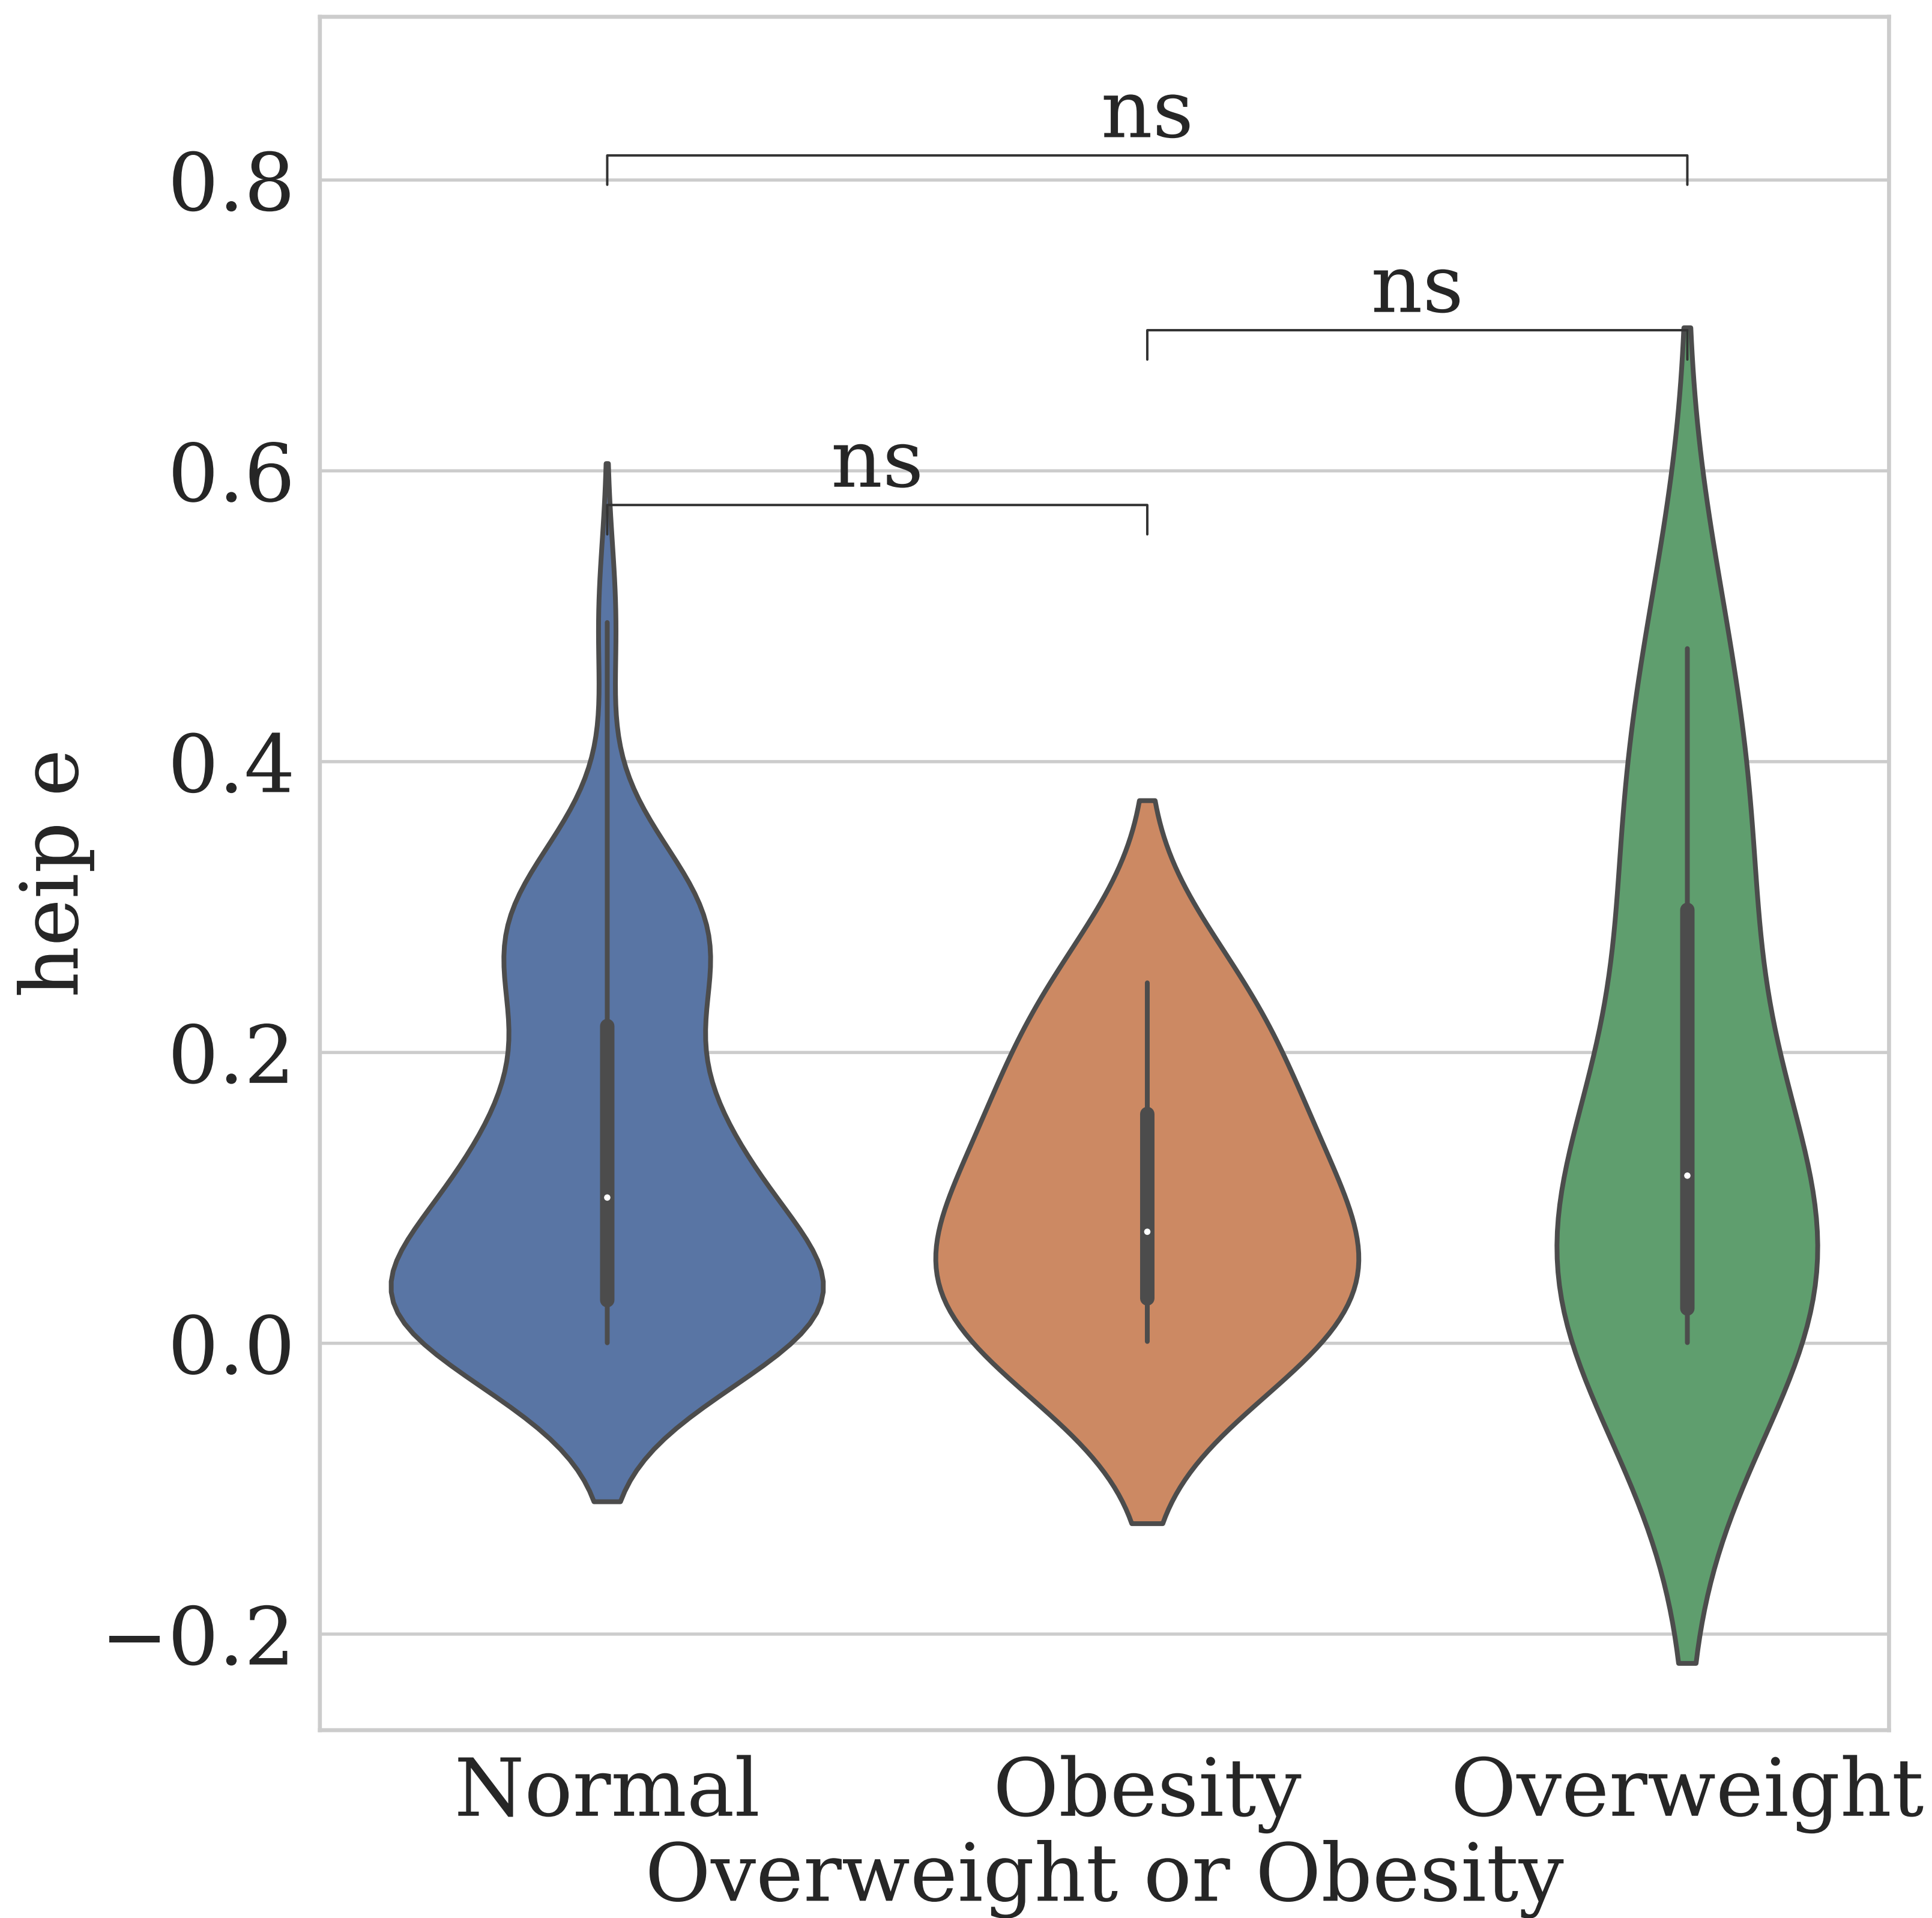 ns
0.8
ns
ns
0.6
0.4
heip e
0.2
0.0
−0.2
Normal
Obesity
Overweight
Overweight or Obesity